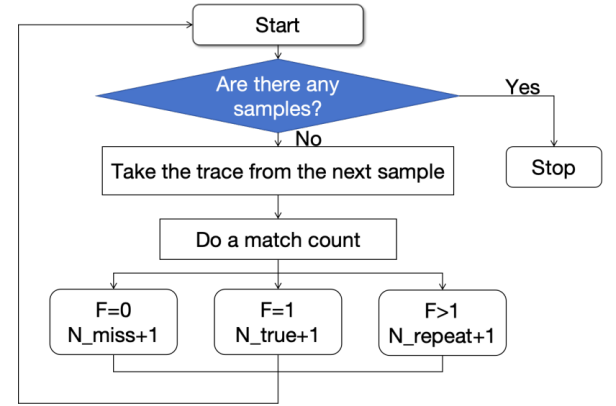 Start
Are there any
samples?
Yes
No
Take the trace from the next sample
Stop
Do a match count
F=0
N_miss+1
F=1
N_true+1
F>1
N_repeat+1